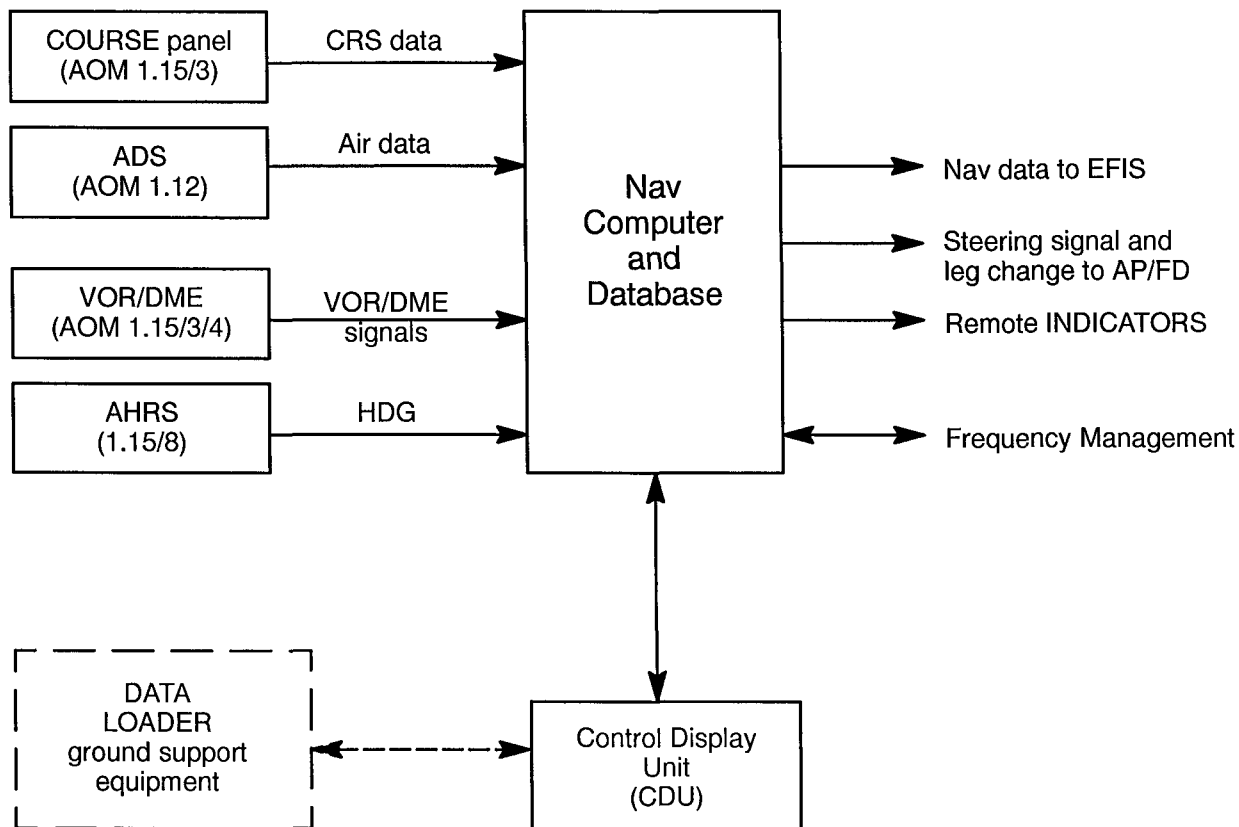 COURSE panel
(AOM 1.15/3)
CRS data
ADS
(AOM 1.12)
Air data
VOR/DME
(AOM 1.15/3/4)
VOR/DME
signals
AHRS
(1.15/8)
HDG
Nav
Computer
and
Database
Nav data to EFIS
Steering signal and
leg change to AP/FD
Remote INDICATORS
Frequency Management
DATA
LOADER
ground support
equipment
Control Display
Unit
(CDU)